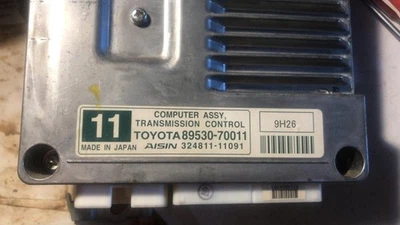 11
COMPUTER ASSY,
TRANSMISSION CONTROL
TOYOTA 89530-70011
MADE IN JAPAN AISIN 324811-11091
9H26